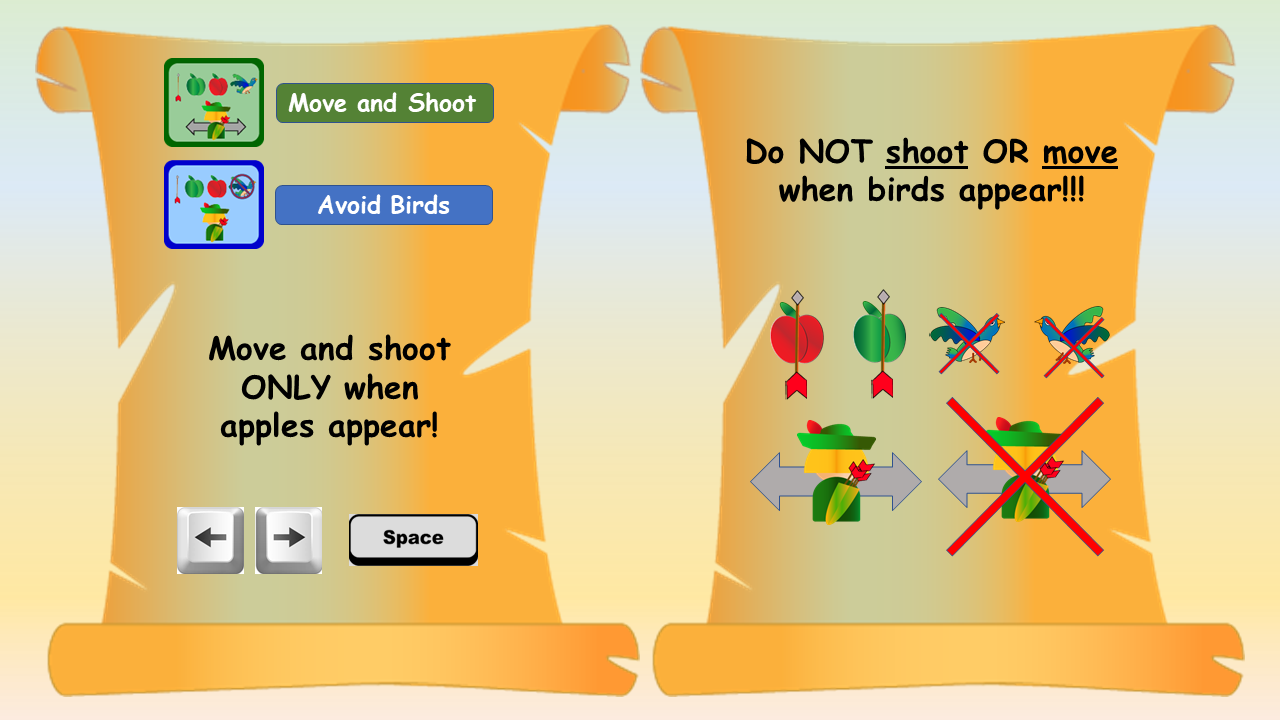 Move and Shoot
Avoid Birds
Move and shoot
ONLY when
apples appear!
Space
Do NOT shoot OR move
when birds appear!!!